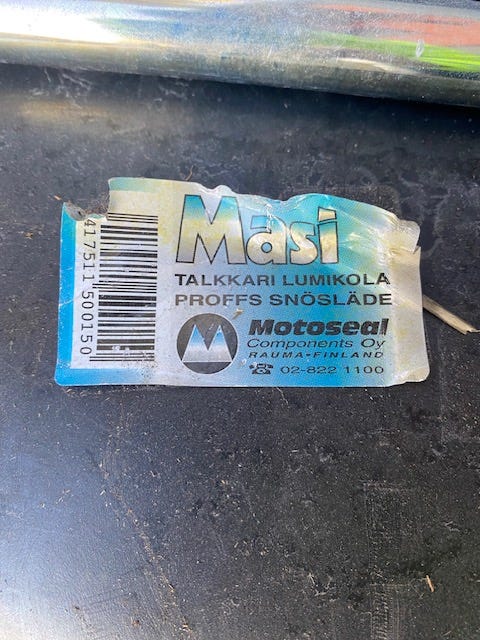 Masi
TALKKARI LUMIKOLA
PROFFS SNÖSLÄDE
Motoseal
Components Oy
RAUMA-FINLAND
☎ 02-822 1100
417511 500150